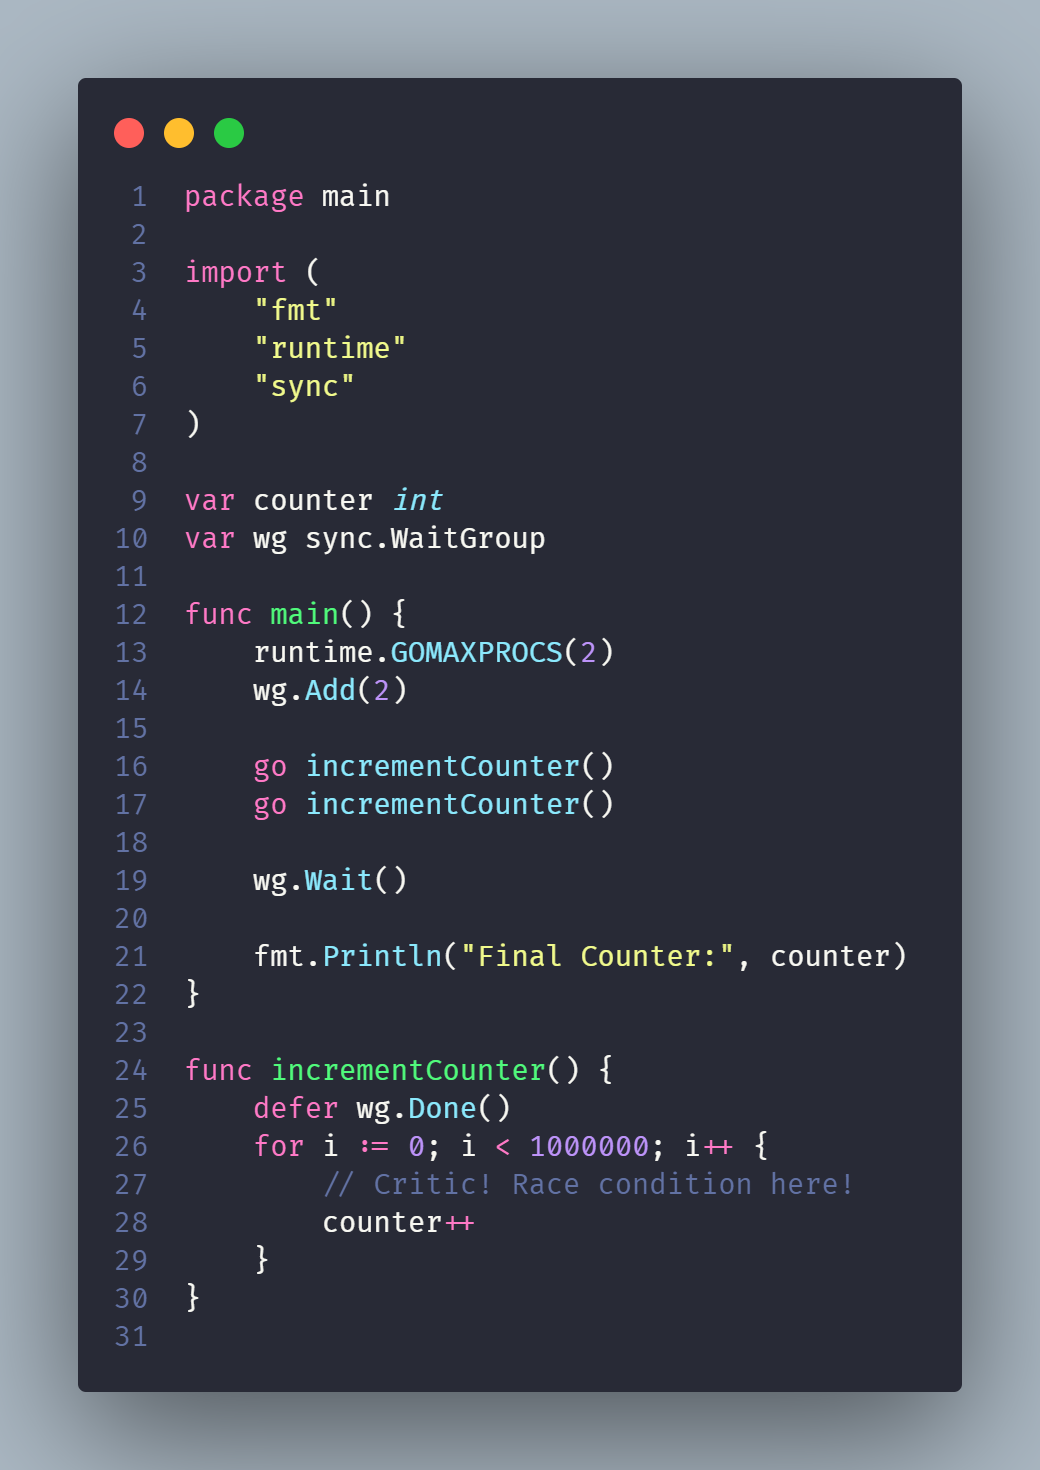 1 package main
2
3 import (
4     "fmt"
5     "runtime"
6     "sync"
7 )
8
9 var counter int
10 var wg sync.WaitGroup
11
12 func main() {
13     runtime.GOMAXPROCS(2)
14     wg.Add(2)
15
16     go incrementCounter()
17     go incrementCounter()
18
19     wg.Wait()
20
21     fmt.Println("Final Counter:", counter)
22 }
23
24 func incrementCounter() {
25     defer wg.Done()
26     for i := 0; i < 1000000; i++ {
27         // Critic! Race condition here!
28         counter++
29     }
30 }
31